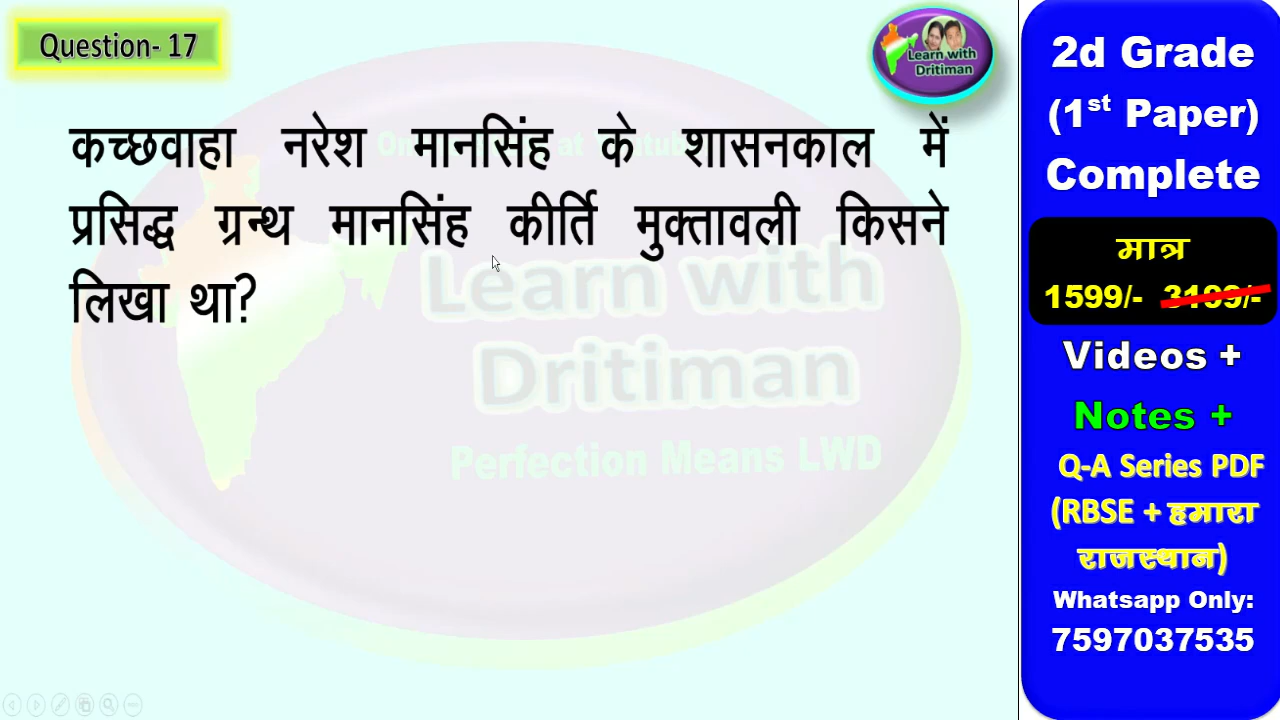 Question- 17
Learn with
Dritiman
कच्छवाहा नरेश मानसिंह के शासनकाल में
प्रसिद्ध ग्रन्थ मानसिंह कीर्ति मुक्तावली किसने
लिखा था?
Learn with
Dritiman
Perfection Means LWD
2d Grade
(1st Paper)
Complete
मात्र
1599/- 3199/-
Videos +
Notes +
Q-A Series PDF
(RBSE + हमारा
राजस्थान)
Whatsapp Only:
7597037535